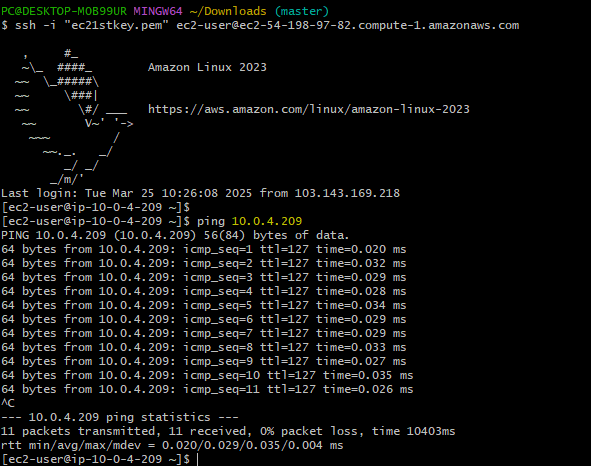 PC@DESKTOP-MOB99UR MINGW64 ~/Downloads (master)
$ ssh -i "ec21stkey.pem" ec2-user@ec2-54-198-97-82.compute-1.amazonaws.com
   ,     #_
   ~\_  ####_        Amazon Linux 2023
  ~~  \_#####\
  ~~     \###|
  ~~       \#/ ___   https://aws.amazon.com/linux/amazon-linux-2023
   ~~       V~' '->
    ~~~         /
      ~~._.   _/
         _/ _/
       _/m/'
Last login: Tue Mar 25 10:26:08 2025 from 103.143.169.218
[ec2-user@ip-10-0-4-209 ~]$
[ec2-user@ip-10-0-4-209 ~]$ ping 10.0.4.209
PING 10.0.4.209 (10.0.4.209) 56(84) bytes of data.
64 bytes from 10.0.4.209: icmp_seq=1 ttl=127 time=0.020 ms
64 bytes from 10.0.4.209: icmp_seq=2 ttl=127 time=0.032 ms
64 bytes from 10.0.4.209: icmp_seq=3 ttl=127 time=0.029 ms
64 bytes from 10.0.4.209: icmp_seq=4 ttl=127 time=0.028 ms
64 bytes from 10.0.4.209: icmp_seq=5 ttl=127 time=0.034 ms
64 bytes from 10.0.4.209: icmp_seq=6 ttl=127 time=0.029 ms
64 bytes from 10.0.4.209: icmp_seq=7 ttl=127 time=0.029 ms
64 bytes from 10.0.4.209: icmp_seq=8 ttl=127 time=0.033 ms
64 bytes from 10.0.4.209: icmp_seq=9 ttl=127 time=0.027 ms
64 bytes from 10.0.4.209: icmp_seq=10 ttl=127 time=0.035 ms
64 bytes from 10.0.4.209: icmp_seq=11 ttl=127 time=0.026 ms
^C
--- 10.0.4.209 ping statistics ---
11 packets transmitted, 11 received, 0% packet loss, time 10403ms
rtt min/avg/max/mdev = 0.020/0.029/0.035/0.004 ms
[ec2-user@ip-10-0-4-209 ~]$